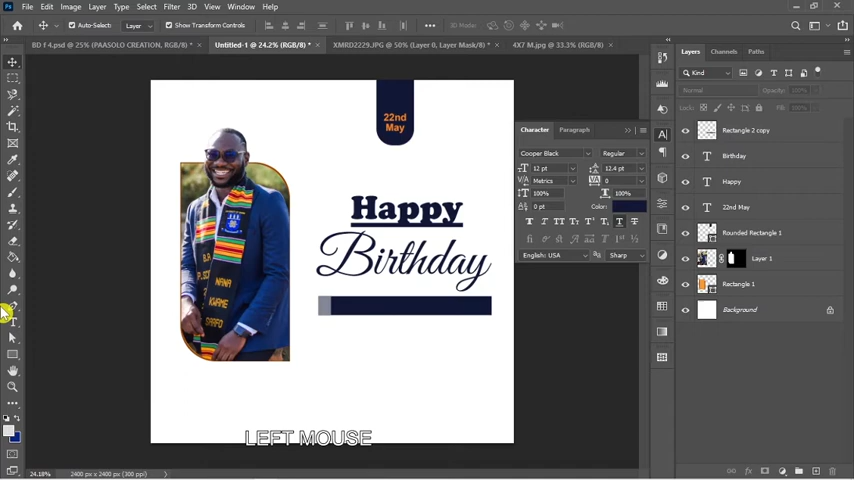 File Edit Image Layer Type Select Filter 3D View Window Help
Auto-Select: Layer Show Transform Controls 3D Mode:
BD f 4.psd @ 25% (PAASOLO CREATION, RGB/8) * × Untitled-1 @ 24.2% (RGB/8) * × XMRD2229.JPG @ 50% (Layer 0, Layer Mask/8) * × 4X7 M.jpg @ 33.3% (RGB/8) ×
Layers Channels Paths
Kind
Normal Opacity: 100%
Lock: Fill: 100%
22nd
May
Character Paragraph
Cooper Black Regular
12 pt 12.4 pt
Metrics 0
100% 100%
0 pt Color:
English: USA Sharp
Rectangle 2 copy
Birthday
Happy
22nd May
Rounded Rectangle 1
Layer 1
Rectangle 1
Background
Happy
Birthday
NANA
KWAME
LEFT MOUSE
24.18% 2400 px x 2400 px (300 ppi)